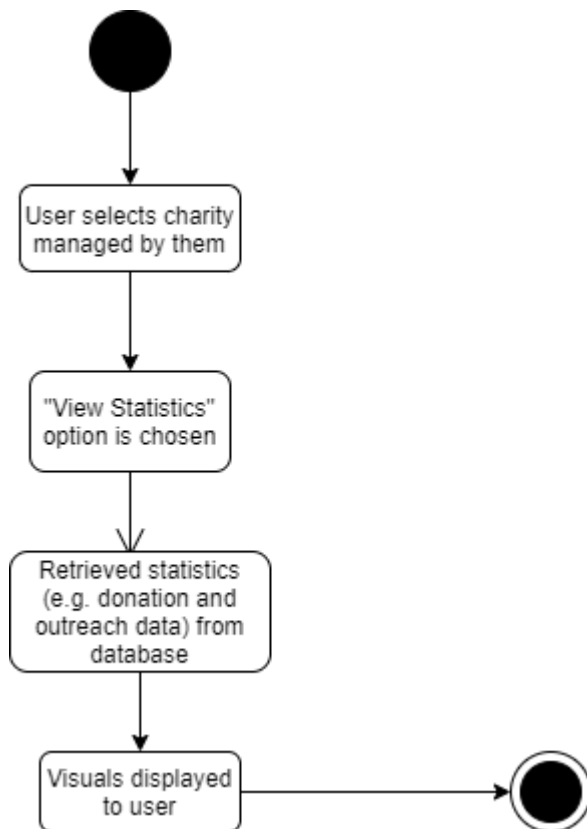 User selects charity
managed by them
"View Statistics"
option is chosen
Retrieved statistics
(e.g. donation and
outreach data) from
database
Visuals displayed
to user